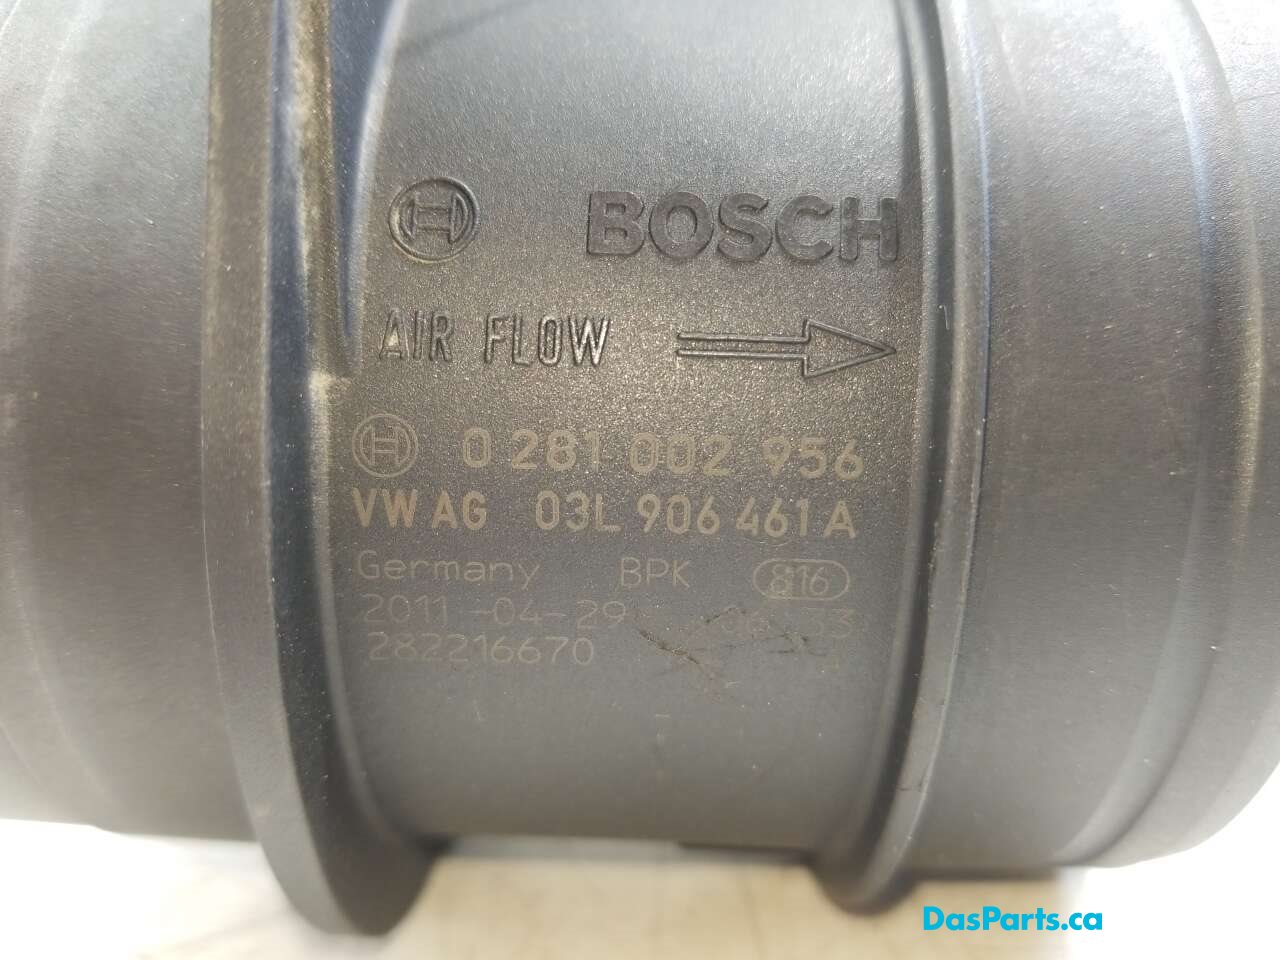 BOSCH
AIR FLOW
0 281 002 956
VW AG 03L 906 461 A
Germany BPK 816
2011-04-29
282216670
DasParts.ca